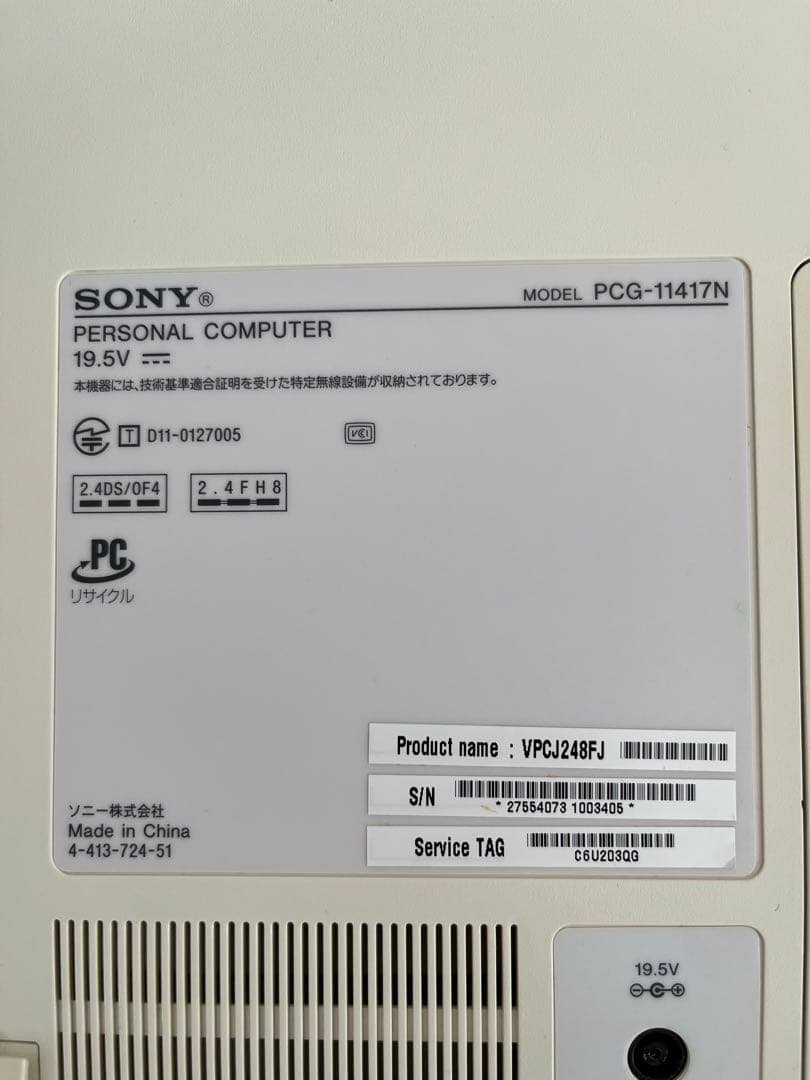 SONY®
MODEL PCG-11417N
PERSONAL COMPUTER
19.5V
本機器には、技術基準適合証明を受けた特定無線設備が収納されております。
T D11-0127005
VCI
2.4DS/OF4
2.4FH8
PC
リサイクル
Product name : VPCJ248FJ
S/N
* 27554073 1003405 *
Service TAG
C6U203QG
ソニー株式会社
Made in China
4-413-724-51
19.5V